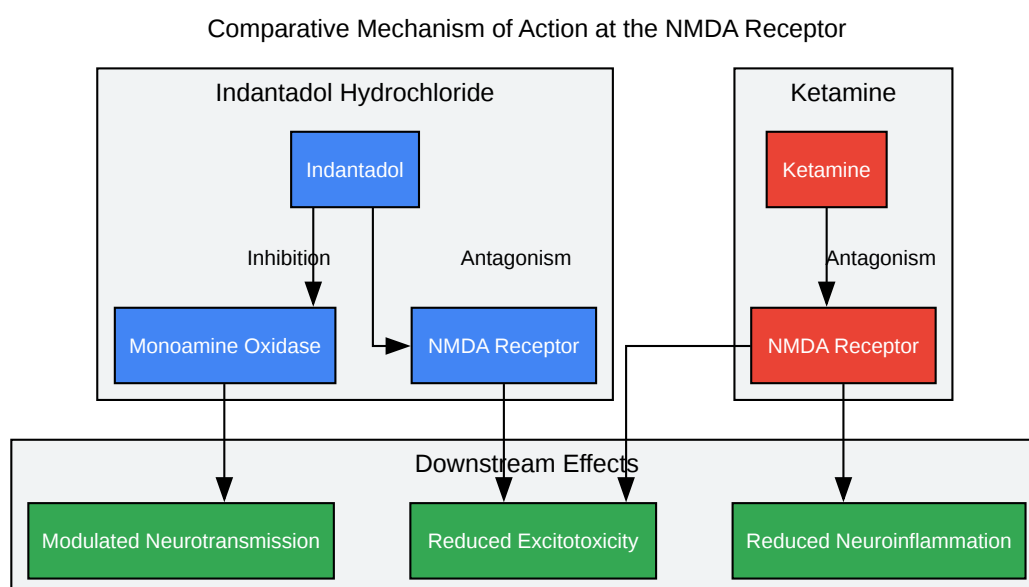 Comparative Mechanism of Action at the NMDA Receptor
Indantadol Hydrochloride
Ketamine
Indantadol
Ketamine
Inhibition
Antagonism
Antagonism
Monoamine Oxidase
NMDA Receptor
NMDA Receptor
Downstream Effects
Modulated Neurotransmission
Reduced Excitotoxicity
Reduced Neuroinflammation